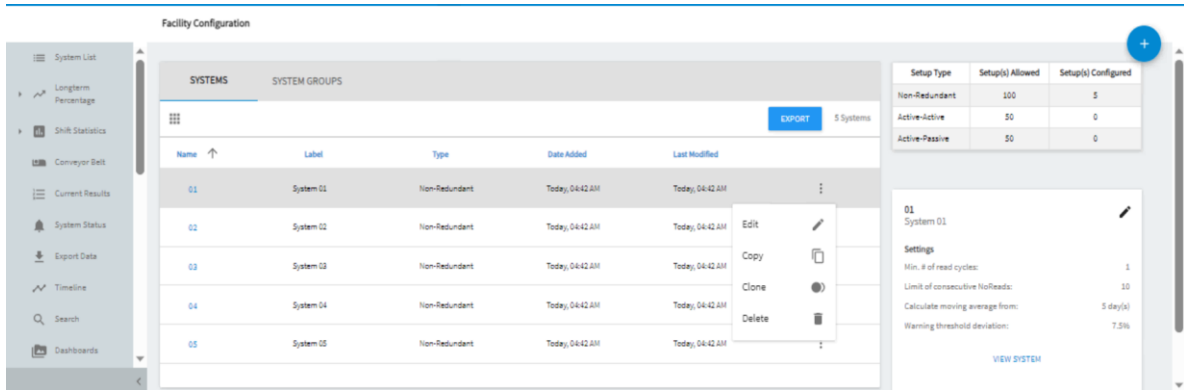 Facility Configuration
+
System List
Longterm
Percentage
Shift Statistics
Conveyor Belt
Current Results
System Status
Export Data
Timeline
Search
Dashboards
SYSTEMS SYSTEM GROUPS
EXPORT 5 Systems
Name Label Type Date Added Last Modified
01 System 01 Non-Redundant Today, 04:42 AM Today, 04:42 AM
02 System 02 Non-Redundant Today, 04:42 AM Today, 04:42 AM
03 System 03 Non-Redundant Today, 04:42 AM Today, 04:42 AM
04 System 04 Non-Redundant Today, 04:42 AM Today, 04:42 AM
05 System 05 Non-Redundant Today, 04:42 AM Today, 04:42 AM
Edit
Copy
Clone
Delete
Setup Type Setup(s) Allowed Setup(s) Configured
Non-Redundant 100 5
Active-Active 50 0
Active-Passive 50 0
01
System 01
Settings
Min. # of read cycles: 1
Limit of consecutive NoReads: 10
Calculate moving average from: 5 day(s)
Warning threshold deviation: 7.5%
VIEW SYSTEM